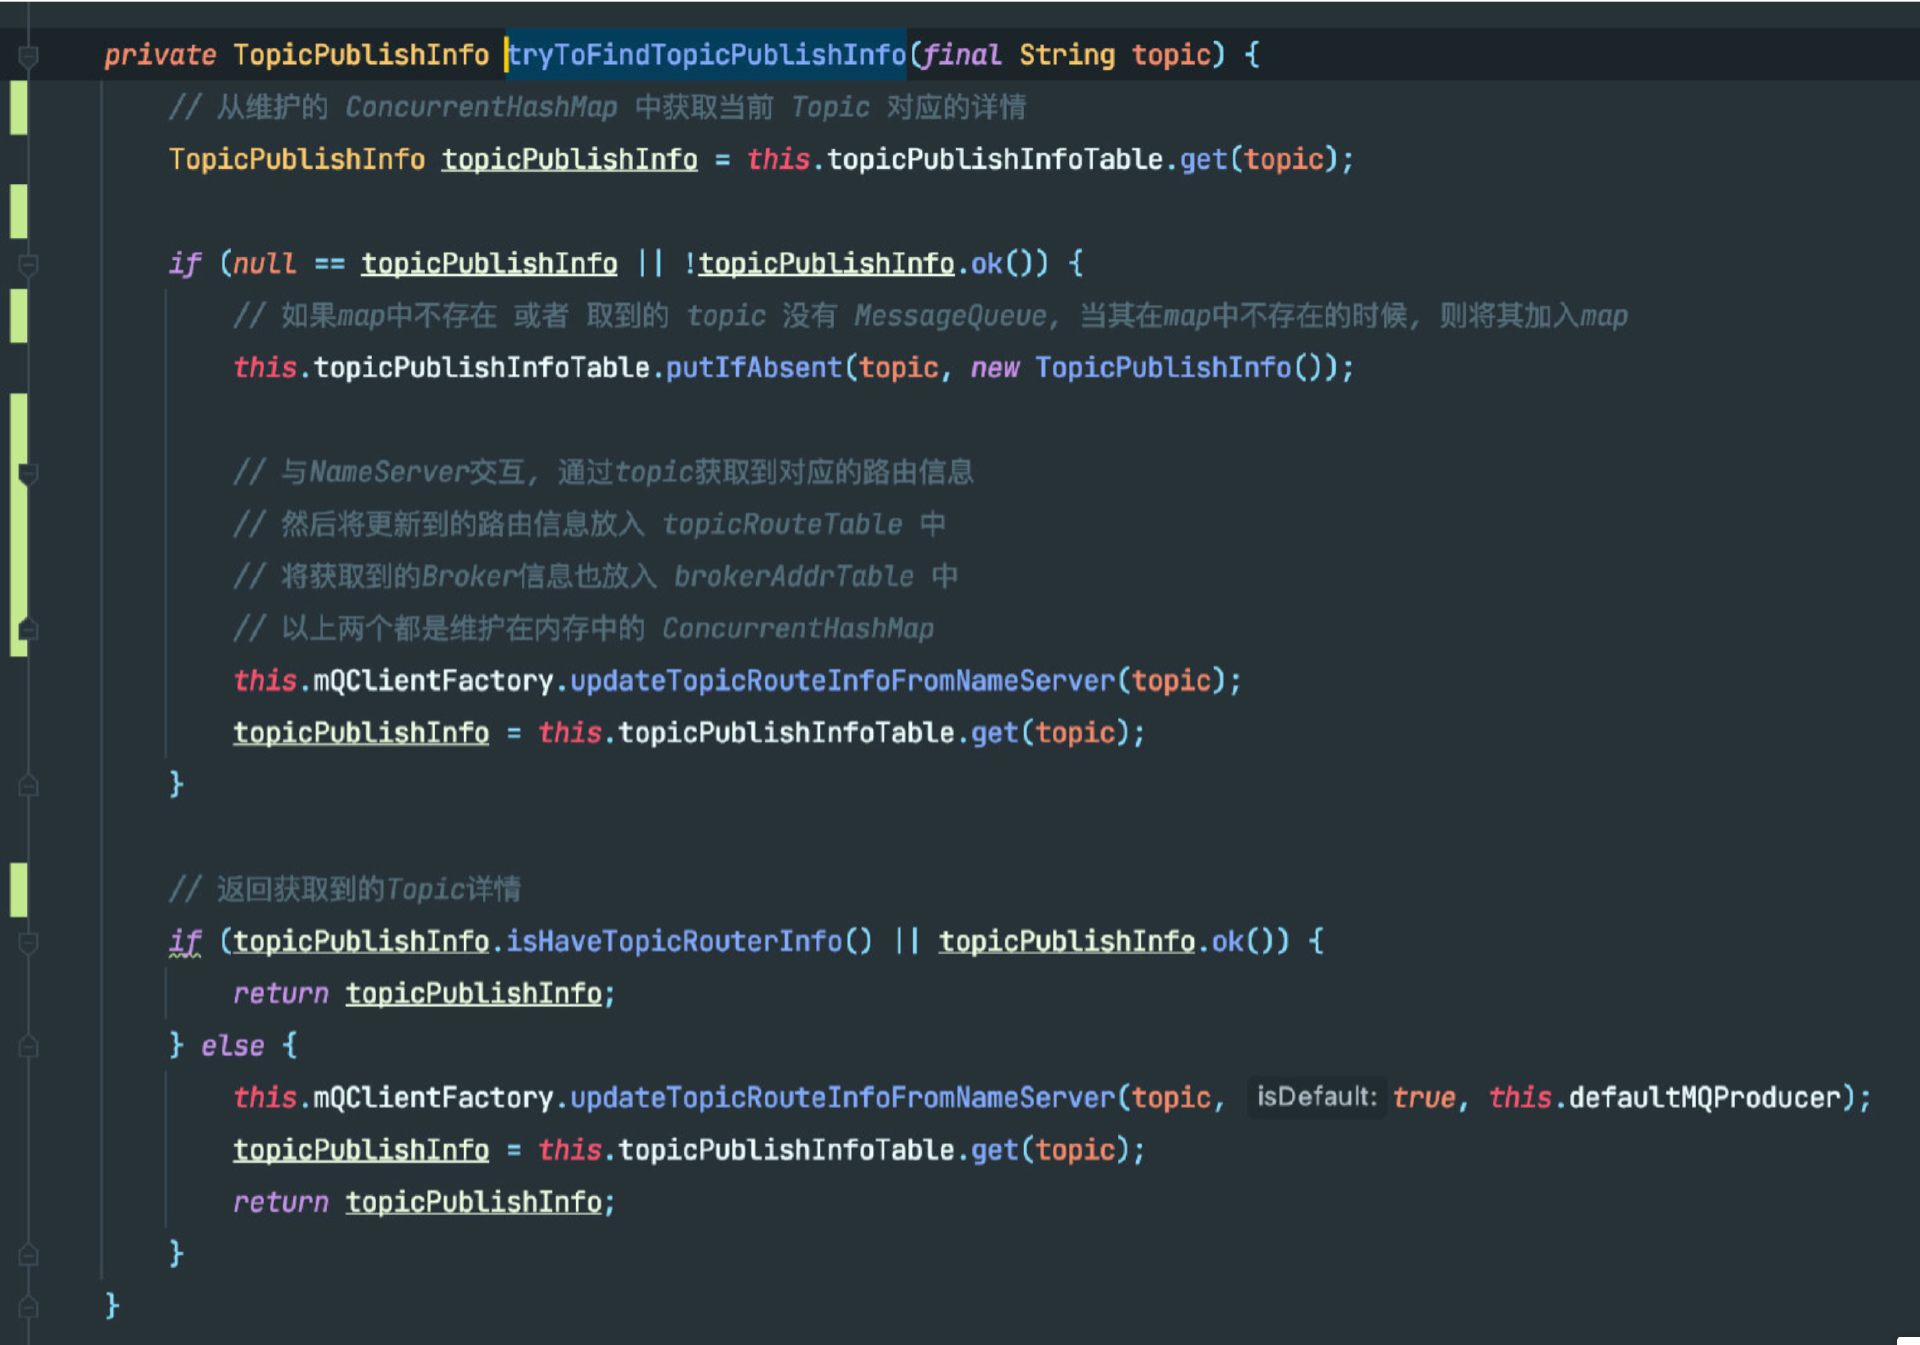 private TopicPublishInfo tryToFindTopicPublishInfo(final String topic) {
// 从维护的 ConcurrentHashMap 中获取当前 Topic 对应的详情
TopicPublishInfo topicPublishInfo = this.topicPublishInfoTable.get(topic);
if (null == topicPublishInfo || !topicPublishInfo.ok()) {
// 如果map中不存在 或者 取到的 topic 没有 MessageQueue, 当其在map中不存在的时候, 则将其加入map
this.topicPublishInfoTable.putIfAbsent(topic, new TopicPublishInfo());
// 与NameServer交互, 通过topic获取到对应的路由信息
// 然后将更新到的路由信息放入 topicRouteTable 中
// 将获取到的Broker信息也放入 brokerAddrTable 中
// 以上两个都是维护在内存中的 ConcurrentHashMap
this.mQClientFactory.updateTopicRouteInfoFromNameServer(topic);
topicPublishInfo = this.topicPublishInfoTable.get(topic);
}
// 返回获取到的Topic详情
if (topicPublishInfo.isHaveTopicRouterInfo() || topicPublishInfo.ok()) {
return topicPublishInfo;
} else {
this.mQClientFactory.updateTopicRouteInfoFromNameServer(topic, isDefault: true, this.defaultMQProducer);
topicPublishInfo = this.topicPublishInfoTable.get(topic);
return topicPublishInfo;
}
}